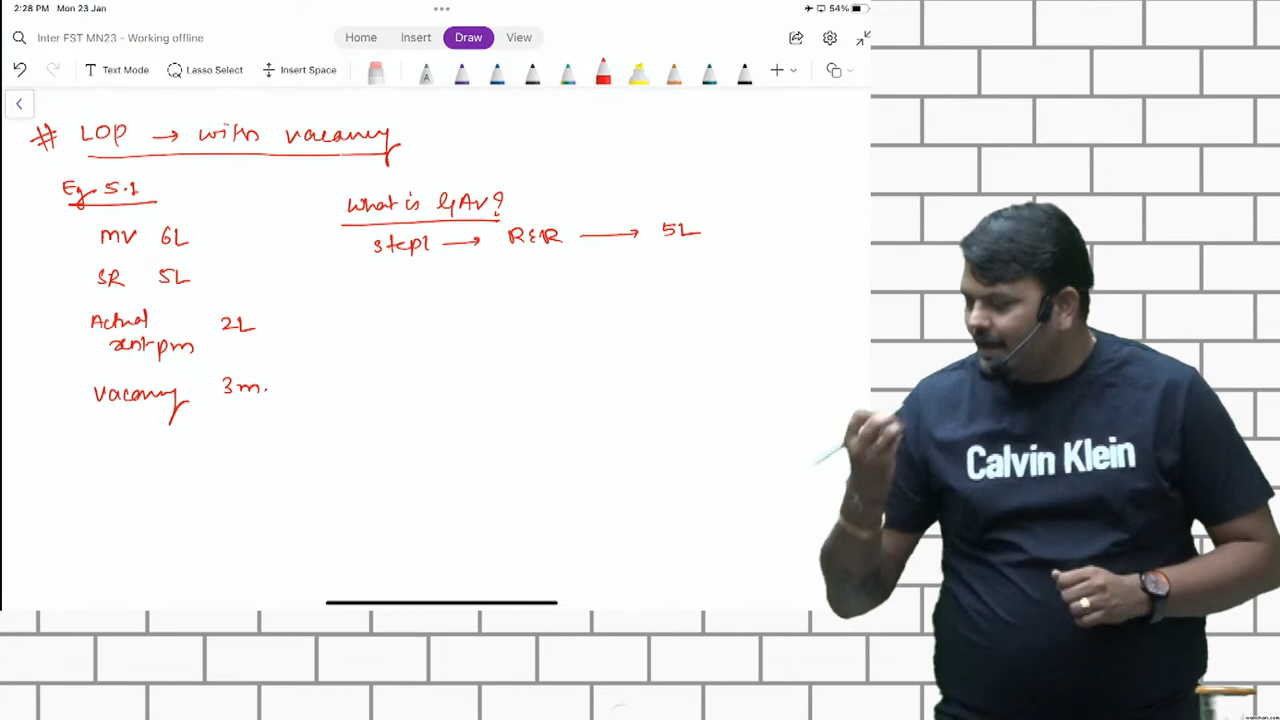 2:28 PM Mon 23 Jan
54%
Inter FST MN23 - Working offline
Home Insert Draw View
Text Mode Lasso Select Insert Space
# LOP → with vacancy
Eg. 5.1
MV 6L
SR 5L
Actual 2L
rent pm
Vacancy 3m.
What is GAV?
Step1 → RER → 5L
Calvin Klein